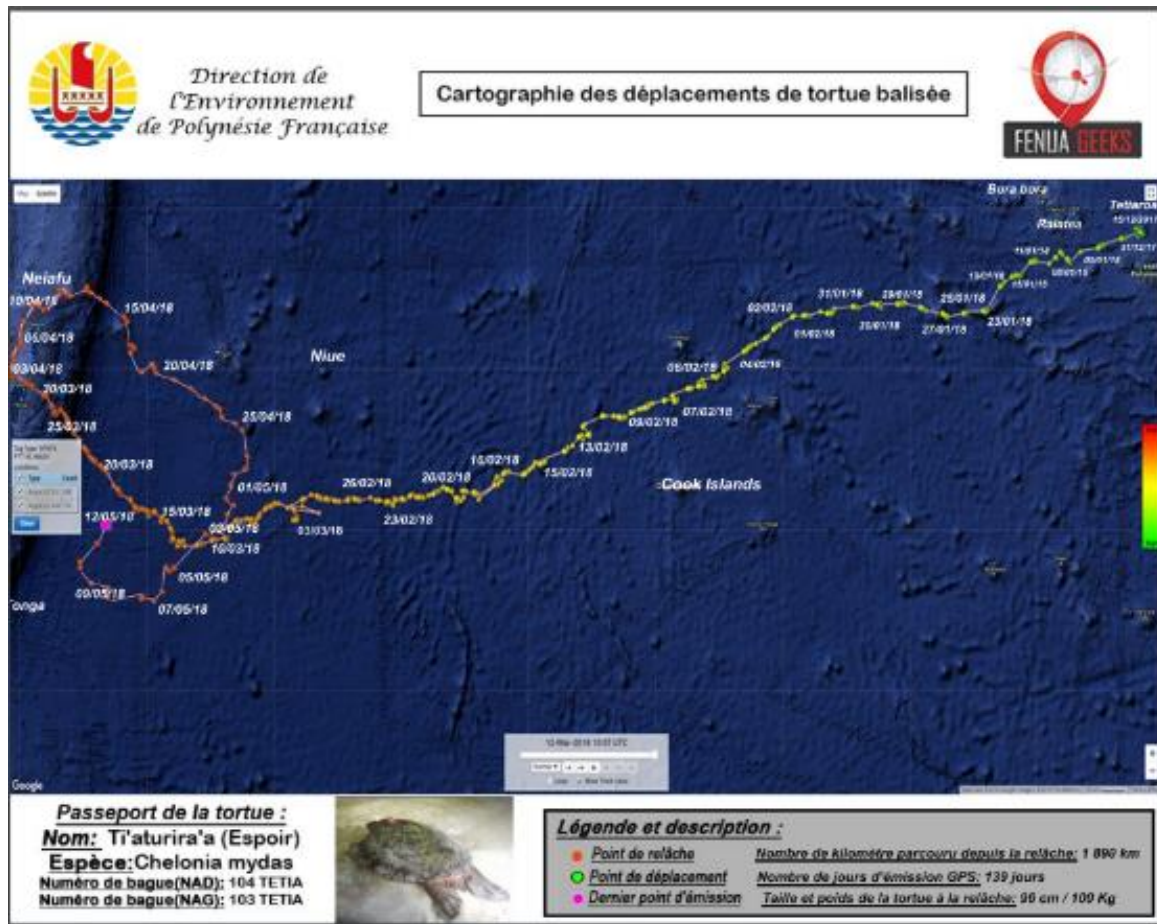 Direction de
l'Environnement
de Polynésie Française
Cartographie des déplacements de tortue balisée
FENUA GEEKS
Bora bora
Tetiaroa
Raiatea
Neiafu
10/04/18
15/04/18
06/04/18
03/04/18
20/04/18
Niue
30/03/18
25/03/18
25/04/18
20/03/18
01/05/18
12/05/18
15/03/18
16/03/18
03/03/18
05/05/18
07/05/18
09/05/18
onga
26/02/18
23/02/18
20/02/18
16/02/18
15/02/18
13/02/18
09/02/18
07/02/18
06/02/18
04/02/18
02/02/18
01/02/18
31/01/18
30/01/18
29/01/18
27/01/18
25/01/18
23/01/18
Cook Islands
Google
Passeport de la tortue :
Nom: Ti'aturira'a (Espoir)
Espèce:Chelonia mydas
Numéro de bague(NAD): 104 TETIA
Numéro de bague(NAG): 103 TETIA
Légende et description :
Point de relâche
Nombre de kilomètre parcouru depuis la relâche: 1 890 km
Point de déplacement
Nombre de jours d'émission GPS: 139 jours
Dernier point d'émission
Taille et poids de la tortue à la relâche: 96 cm / 100 Kg